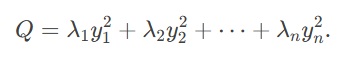 Q = λ₁y₁² + λ₂y₂² + ⋯ + λₙyₙ².